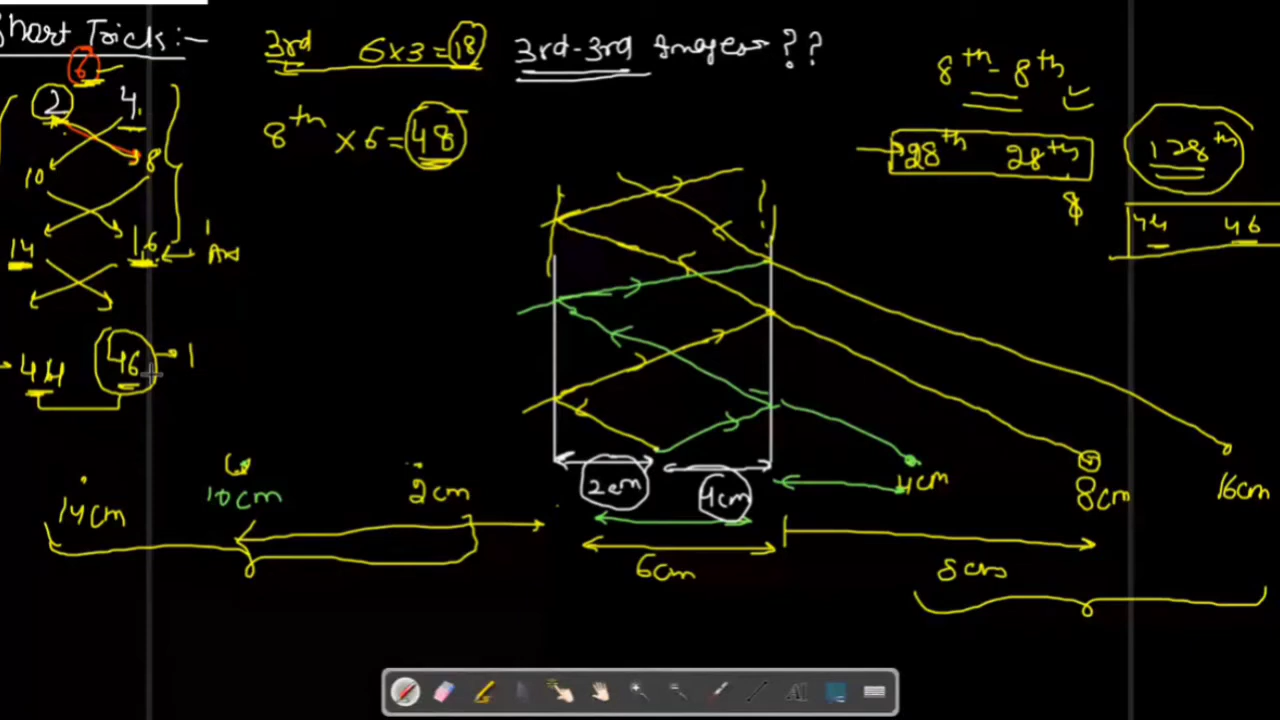 Short Trick:-
3rd 6×3=18
3rd-3rd Images ??
8th - 8th
6
2 4
8th × 6 = 48
28th 28th
128th
10 8
8
44 46
14 16
44 46 → 1
14cm 10cm 2cm
2cm 4cm
4cm 8cm 16cm
6cm
8cm